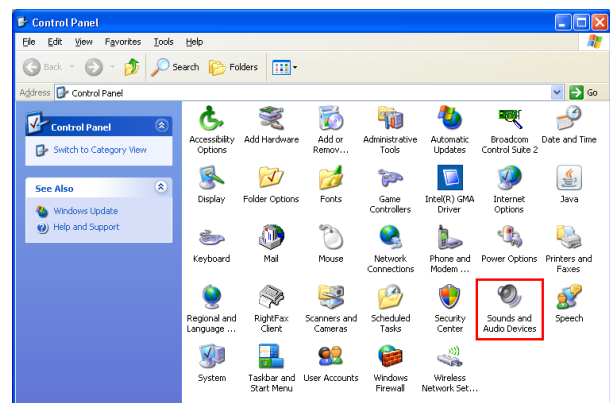 Control Panel
File Edit View Favorites Tools Help
Back Search Folders
Address Control Panel Go
Control Panel
Switch to Category View
See Also
Windows Update
Help and Support
Accessibility Options
Add Hardware
Add or Remov...
Administrative Tools
Automatic Updates
Broadcom Control Suite 2
Date and Time
Display
Folder Options
Fonts
Game Controllers
Intel(R) GMA Driver
Internet Options
Java
Keyboard
Mail
Mouse
Network Connections
Phone and Modem ...
Power Options
Printers and Faxes
Regional and Language ...
RightFax Client
Scanners and Cameras
Scheduled Tasks
Security Center
Sounds and Audio Devices
Speech
System
Taskbar and Start Menu
User Accounts
Windows Firewall
Wireless Network Set...